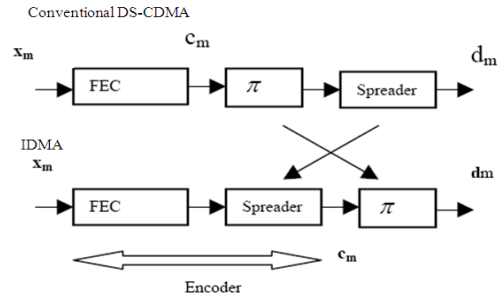 Conventional DS-CDMA
x_m
c_m
d_m
FEC
π
Spreader
IDMA
x_m
dm
FEC
Spreader
π
c_m
Encoder